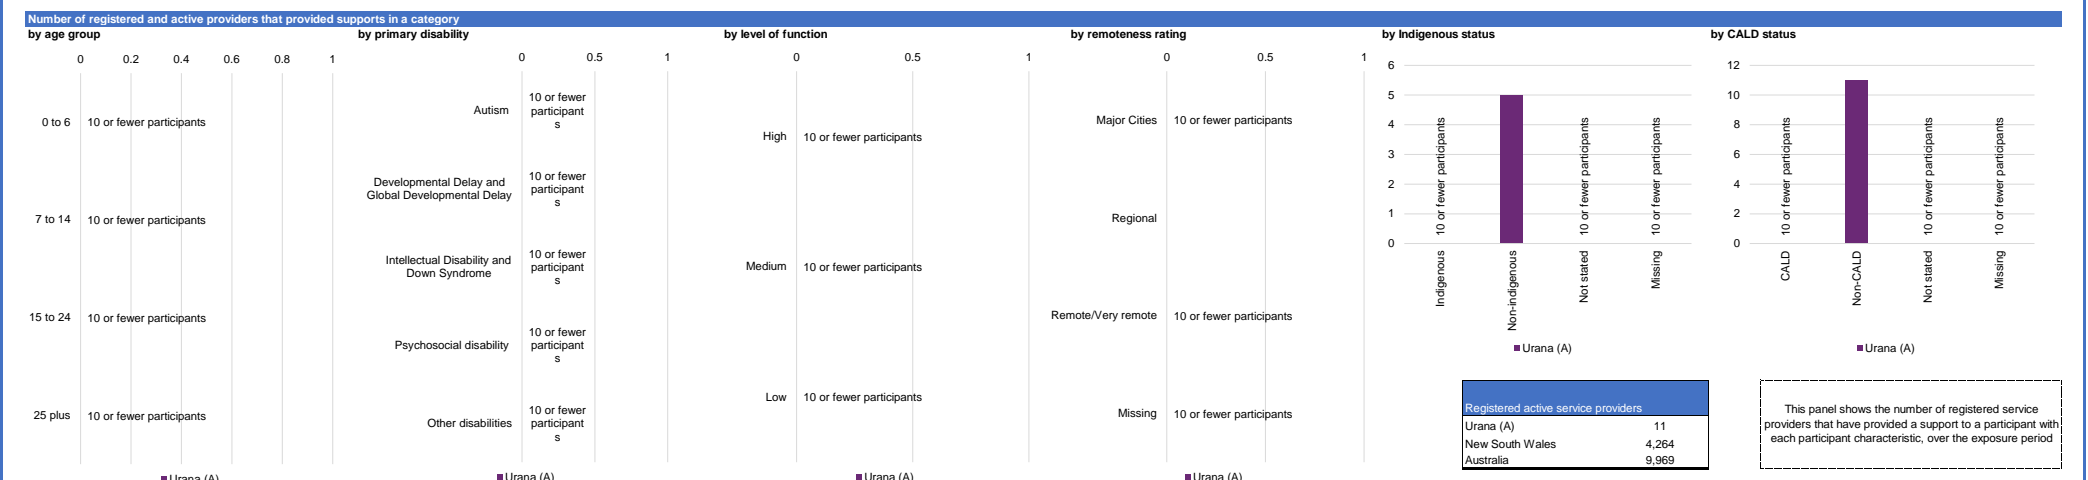 Number of registered and active providers that provided supports in a category
by age group
0 0.2 0.4 0.6 0.8 1
0 to 6 10 or fewer participants
7 to 14 10 or fewer participants
15 to 24 10 or fewer participants
25 plus 10 or fewer participants
Urana (A)
by primary disability
0 0.5 1
Autism
10 or fewer
participant
s
Developmental Delay and
Global Developmental Delay
10 or fewer
participant
s
Intellectual Disability and
Down Syndrome
10 or fewer
participant
s
Psychosocial disability
10 or fewer
participant
s
Other disabilities
10 or fewer
participant
s
Urana (A)
by level of function
0 0.5 1
High 10 or fewer participants
Medium 10 or fewer participants
Low 10 or fewer participants
Urana (A)
by remoteness rating
0 0.5 1
Major Cities 10 or fewer participants
Regional
Remote/Very remote 10 or fewer participants
Missing 10 or fewer participants
Urana (A)
by Indigenous status
6
5
4
3
2
1
0
10 or fewer participants
10 or fewer participants
10 or fewer participants
Indigenous
Non-indigenous
Not stated
Missing
Urana (A)
by CALD status
12
10
8
6
4
2
0
10 or fewer participants
10 or fewer participants
10 or fewer participants
CALD
Non-CALD
Not stated
Missing
Urana (A)
Registered active service providers
Urana (A) 11
New South Wales 4,264
Australia 9,969
This panel shows the number of registered service
providers that have provided a support to a participant with
each participant characteristic, over the exposure period